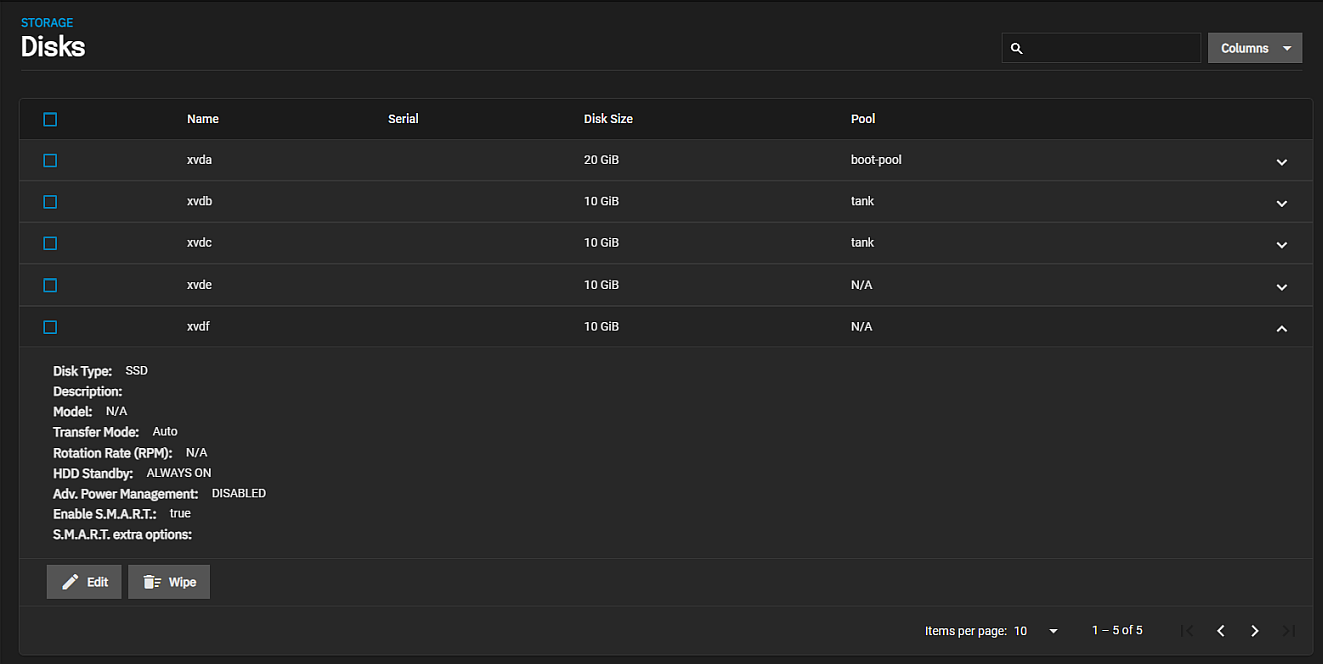 STORAGE
Disks
Columns
Name Serial Disk Size Pool
xvda 20 GiB boot-pool
xvdb 10 GiB tank
xvdc 10 GiB tank
xvde 10 GiB N/A
xvdf 10 GiB N/A
Disk Type: SSD
Description:
Model: N/A
Transfer Mode: Auto
Rotation Rate (RPM): N/A
HDD Standby: ALWAYS ON
Adv. Power Management: DISABLED
Enable S.M.A.R.T.: true
S.M.A.R.T. extra options:
Edit Wipe
Items per page: 10 1 – 5 of 5